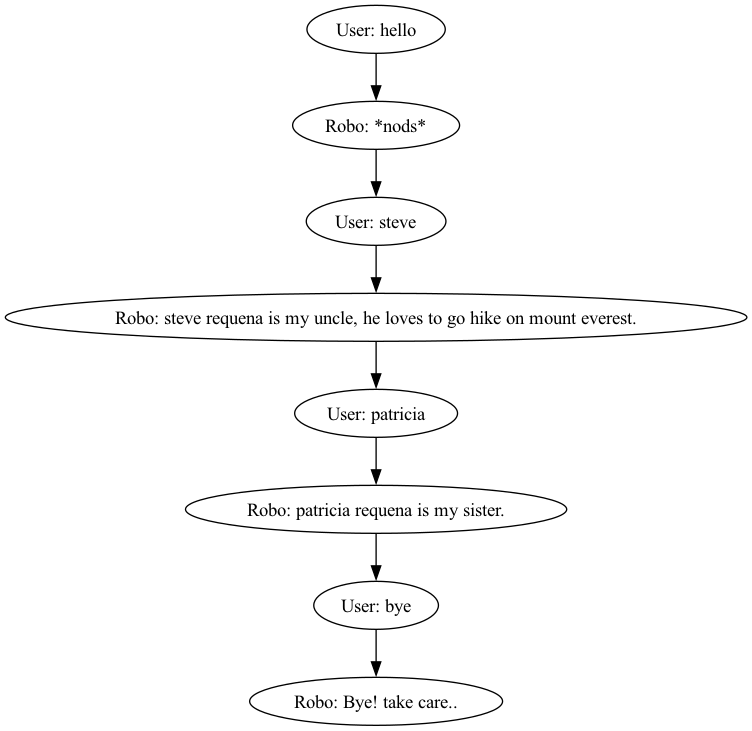 User: hello
Robo: *nods*
User: steve
Robo: steve requena is my uncle, he loves to go hike on mount everest.
User: patricia
Robo: patricia requena is my sister.
User: bye
Robo: Bye! take care..